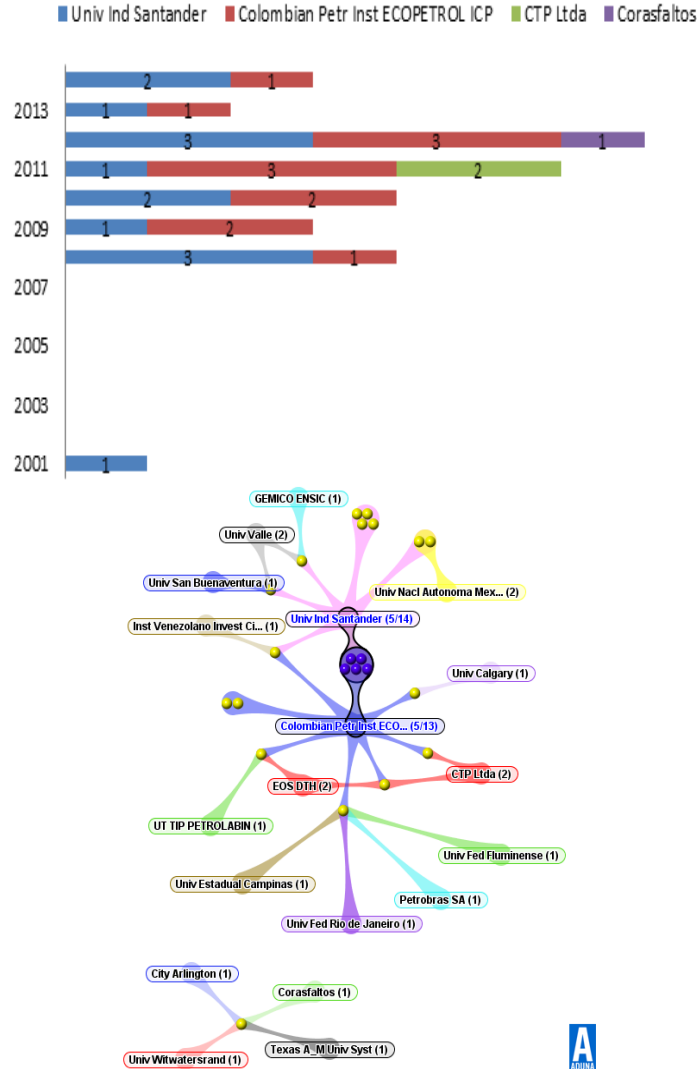 Univ Ind Santander Colombian Petr Inst ECOPETROL ICP CTP Ltda Corasfaltos
2 1
2013 1 1
3 3 1
2011 1 3 2
2 2
2009 1 2
3 1
2007
2005
2003
2001 1
GEMICO ENSIC (1)
Univ Valle (2)
Univ San Buenaventura (1)
Univ Nacl Autonoma Mex... (2)
Inst Venezolano Invest Ci... (1)
Univ Ind Santander (5/14)
Univ Calgary (1)
Colombian Petr Inst ECO... (5/13)
CTP Ltda (2)
EOS DTH (2)
UT TIP PETROLABIN (1)
Univ Fed Fluminense (1)
Univ Estadual Campinas (1)
Petrobras SA (1)
Univ Fed Rio de Janeiro (1)
City Arlington (1)
Corasfaltos (1)
Texas A_M Univ Syst (1)
Univ Witwatersrand (1)
A
ADUNA